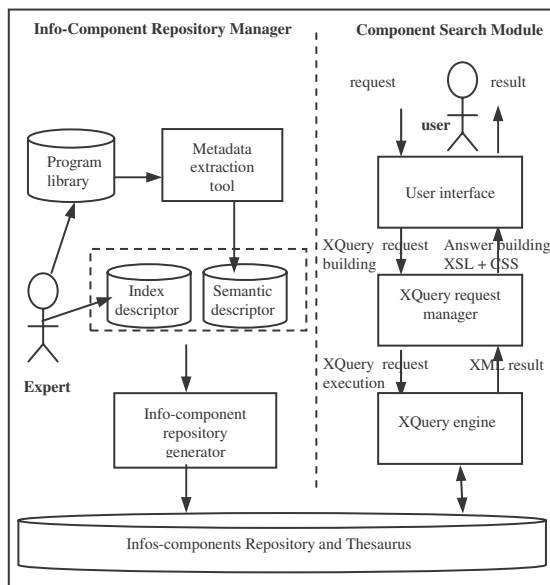 Info-Component Repository Manager
Component Search Module
request
result
user
Program
library
Metadata
extraction
tool
User interface
XQuery request
building
Answer building
XSL + CSS
Index
descriptor
Semantic
descriptor
XQuery request
manager
Expert
XQuery request
execution
XML result
Info-component
repository
generator
XQuery engine
Infos-components Repository and Thesaurus